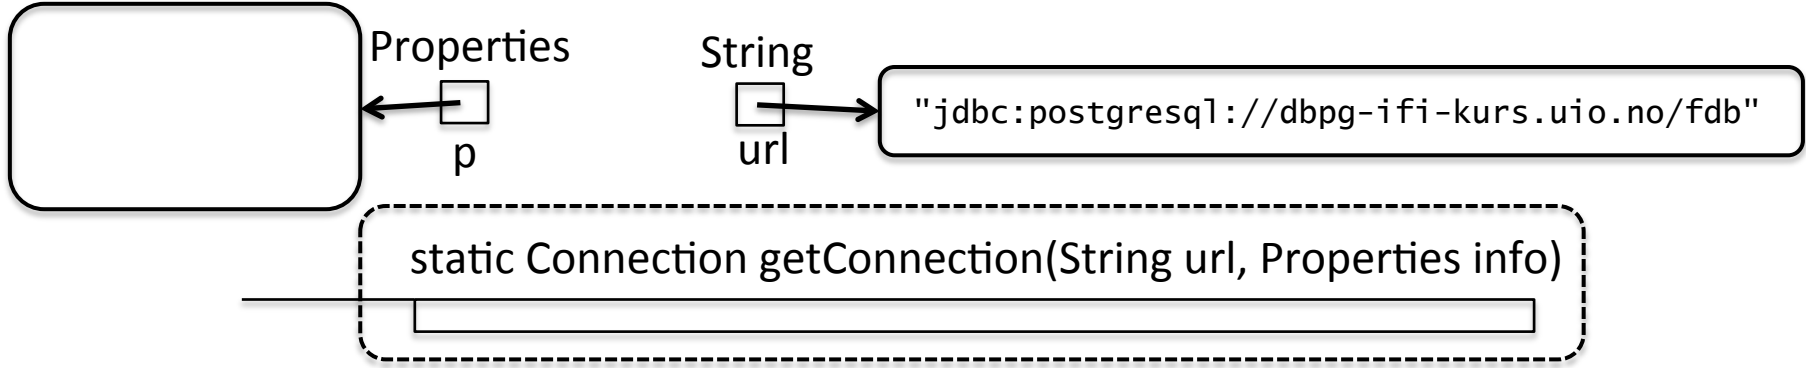 Properties
String
"jdbc:postgresql://dbpg-ifi-kurs.uio.no/fdb"
p
url
static Connection getConnection(String url, Properties info)